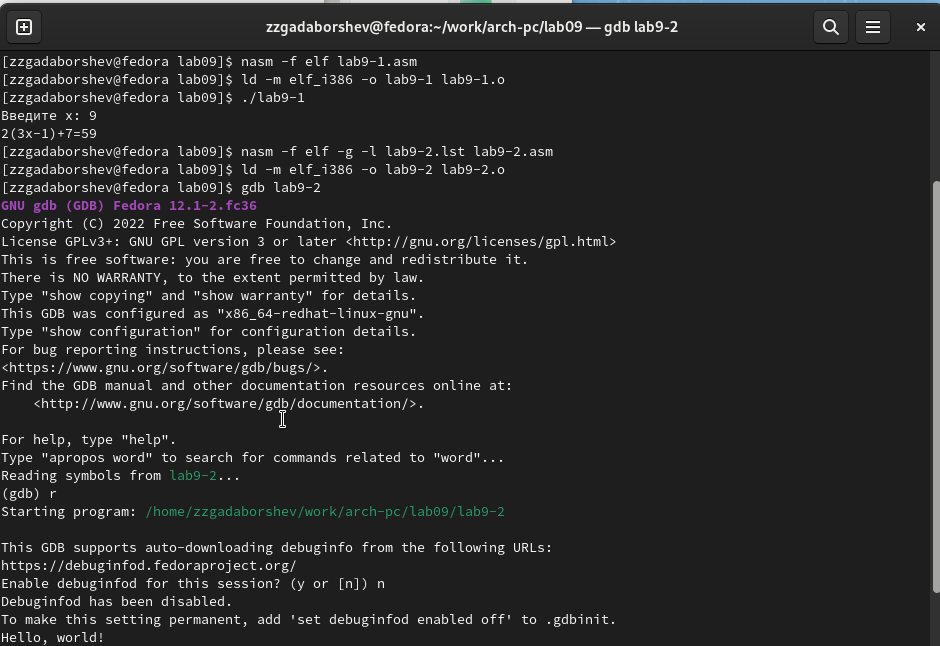 zzgadaborshev@fedora:~/work/arch-pc/lab09 — gdb lab9-2
[zzgadaborshev@fedora lab09]$ nasm -f elf lab9-1.asm
[zzgadaborshev@fedora lab09]$ ld -m elf_i386 -o lab9-1 lab9-1.o
[zzgadaborshev@fedora lab09]$ ./lab9-1
Введите x: 9
2(3x-1)+7=59
[zzgadaborshev@fedora lab09]$ nasm -f elf -g -l lab9-2.lst lab9-2.asm
[zzgadaborshev@fedora lab09]$ ld -m elf_i386 -o lab9-2 lab9-2.o
[zzgadaborshev@fedora lab09]$ gdb lab9-2
GNU gdb (GDB) Fedora 12.1-2.fc36
Copyright (C) 2022 Free Software Foundation, Inc.
License GPLv3+: GNU GPL version 3 or later <http://gnu.org/licenses/gpl.html>
This is free software: you are free to change and redistribute it.
There is NO WARRANTY, to the extent permitted by law.
Type "show copying" and "show warranty" for details.
This GDB was configured as "x86_64-redhat-linux-gnu".
Type "show configuration" for configuration details.
For bug reporting instructions, please see:
<https://www.gnu.org/software/gdb/bugs/>.
Find the GDB manual and other documentation resources online at:
    <http://www.gnu.org/software/gdb/documentation/>.

For help, type "help".
Type "apropos word" to search for commands related to "word"...
Reading symbols from lab9-2...
(gdb) r
Starting program: /home/zzgadaborshev/work/arch-pc/lab09/lab9-2

This GDB supports auto-downloading debuginfo from the following URLs:
https://debuginfod.fedoraproject.org/
Enable debuginfod for this session? (y or [n]) n
Debuginfod has been disabled.
To make this setting permanent, add 'set debuginfod enabled off' to .gdbinit.
Hello, world!